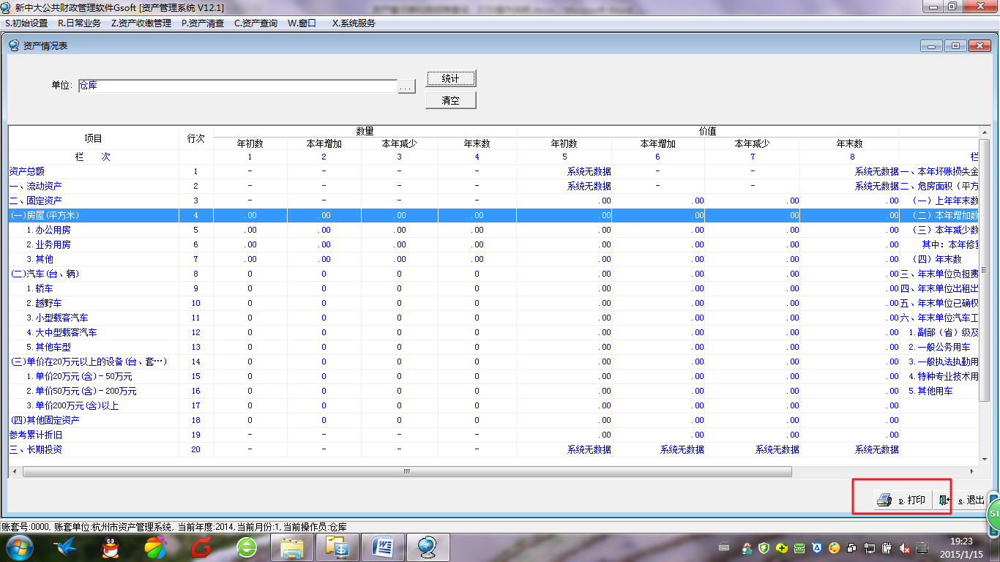 新中大公共财政管理软件Gsoft [资产管理系统 V12.1]
S.初始设置 R.日常业务 Z.资产收缴管理 P.资产清查 C.资产查询 W.窗口 X.系统服务
资产情况表
单位: 仓库 ... 统计
清空
项目 行次 数量 价值
年初数 本年增加 本年减少 年末数 年初数 本年增加 本年减少 年末数
栏 次 1 2 3 4 5 6 7 8 栏
资产总额 1 - - - - 系统无数据 - - 系统无数据 一、本年坏账损失金
一、流动资产 2 - - - - 系统无数据 - - 系统无数据 二、危房面积(平方
二、固定资产 3 - - - - .00 .00 .00 .00 (一)上年年末数
(一)房屋(平方米) 4 .00 .00 .00 .00 .00 .00 .00 .00 (二)本年增加数
1.办公用房 5 .00 .00 .00 .00 .00 .00 .00 .00 (三)本年减少数
2.业务用房 6 .00 .00 .00 .00 .00 .00 .00 .00 其中：本年修
3.其他 7 .00 .00 .00 .00 .00 .00 .00 .00 (四)年末数
(二)汽车(台、辆) 8 0 0 0 0 .00 .00 .00 .00 三、年末单位负担费
1.轿车 9 0 0 0 0 .00 .00 .00 .00 四、年末单位出租出
2.越野车 10 0 0 0 0 .00 .00 .00 .00 五、年末单位已确权
3.小型载客汽车 11 0 0 0 0 .00 .00 .00 .00 六、年末单位汽车工
4.大中型载客汽车 12 0 0 0 0 .00 .00 .00 .00 1.副部（省）级及
5.其他车型 13 0 0 0 0 .00 .00 .00 .00 2.一般公务用车
(三)单价在20万元以上的设备(台、套…) 14 0 0 0 0 .00 .00 .00 .00 3.一般执法执勤用
1.单价20万元(含)-50万元 15 0 0 0 0 .00 .00 .00 .00 4.特种专业技术用
2.单价50万元(含)-200万元 16 0 0 0 0 .00 .00 .00 .00 5.其他用车
3.单价200万元(含)以上 17 0 0 0 0 .00 .00 .00 .00
(四)其他固定资产 18 0 0 0 0 .00 .00 .00 .00
参考累计折旧 19 - - - - .00 .00 .00 .00
三、长期投资 20 - - - - 系统无数据 系统无数据 系统无数据 系统无数据
p.打印 e.退出
51
账套号:0000, 账套单位:杭州市资产管理系统, 当前年度:2014,当前月份:1,当前操作员:仓库
19:23
2015/1/15